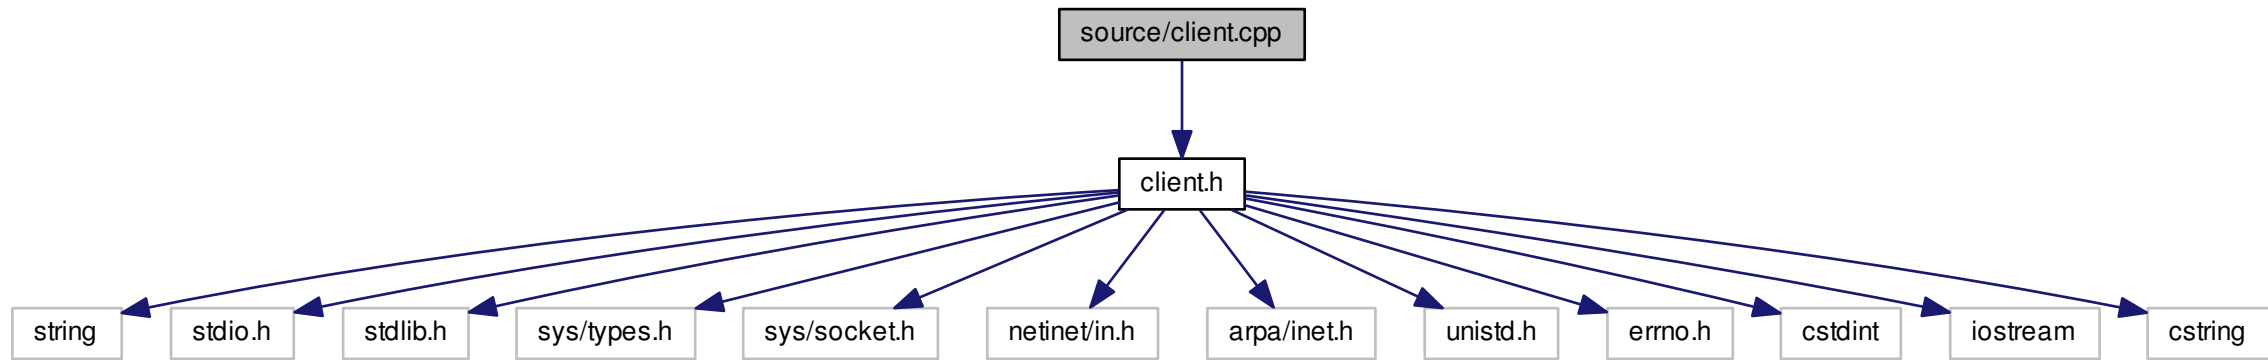 source/client.cpp
client.h
string
stdio.h
stdlib.h
sys/types.h
sys/socket.h
netinet/in.h
arpa/inet.h
unistd.h
errno.h
cstdint
iostream
cstring